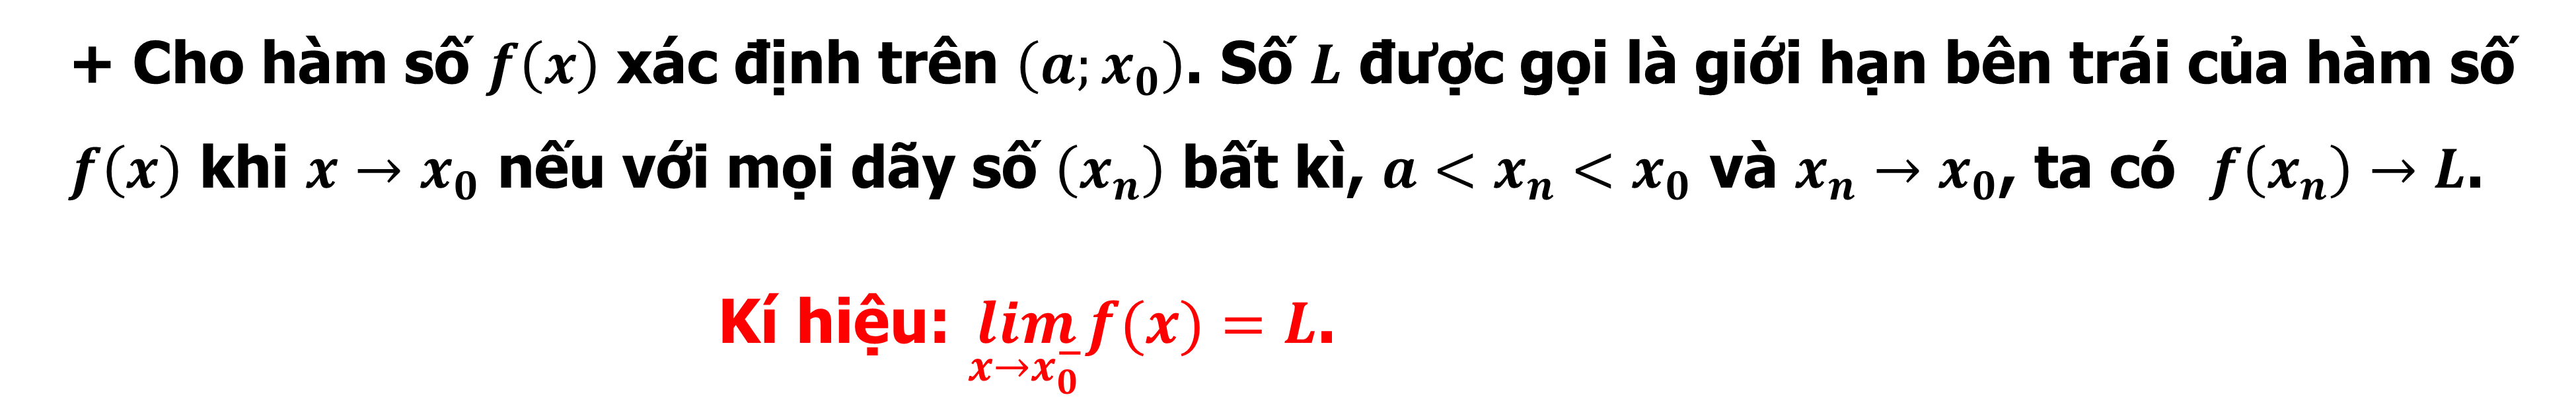 + Cho hàm số f(x) xác định trên (a; x₀). Số L được gọi là giới hạn bên trái của hàm số
f(x) khi x → x₀ nếu với mọi dãy số (xₙ) bất kì, a < xₙ < x₀ và xₙ → x₀, ta có f(xₙ) → L.
Kí hiệu: lim_{x→x₀⁻} f(x) = L.